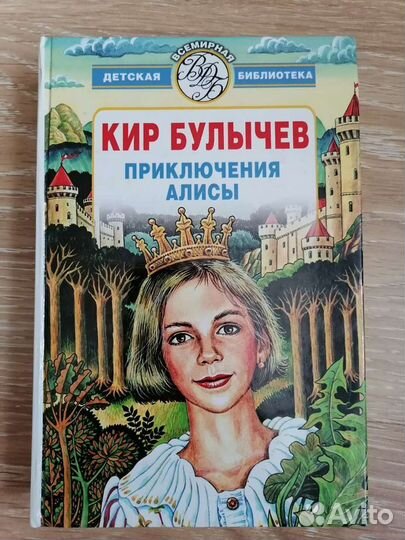 ВСЕМИРНАЯ
ДЕТСКАЯ БИБЛИОТЕКА
ВДБ
КИР БУЛЫЧЕВ
ПРИКЛЮЧЕНИЯ
АЛИСЫ
Avito